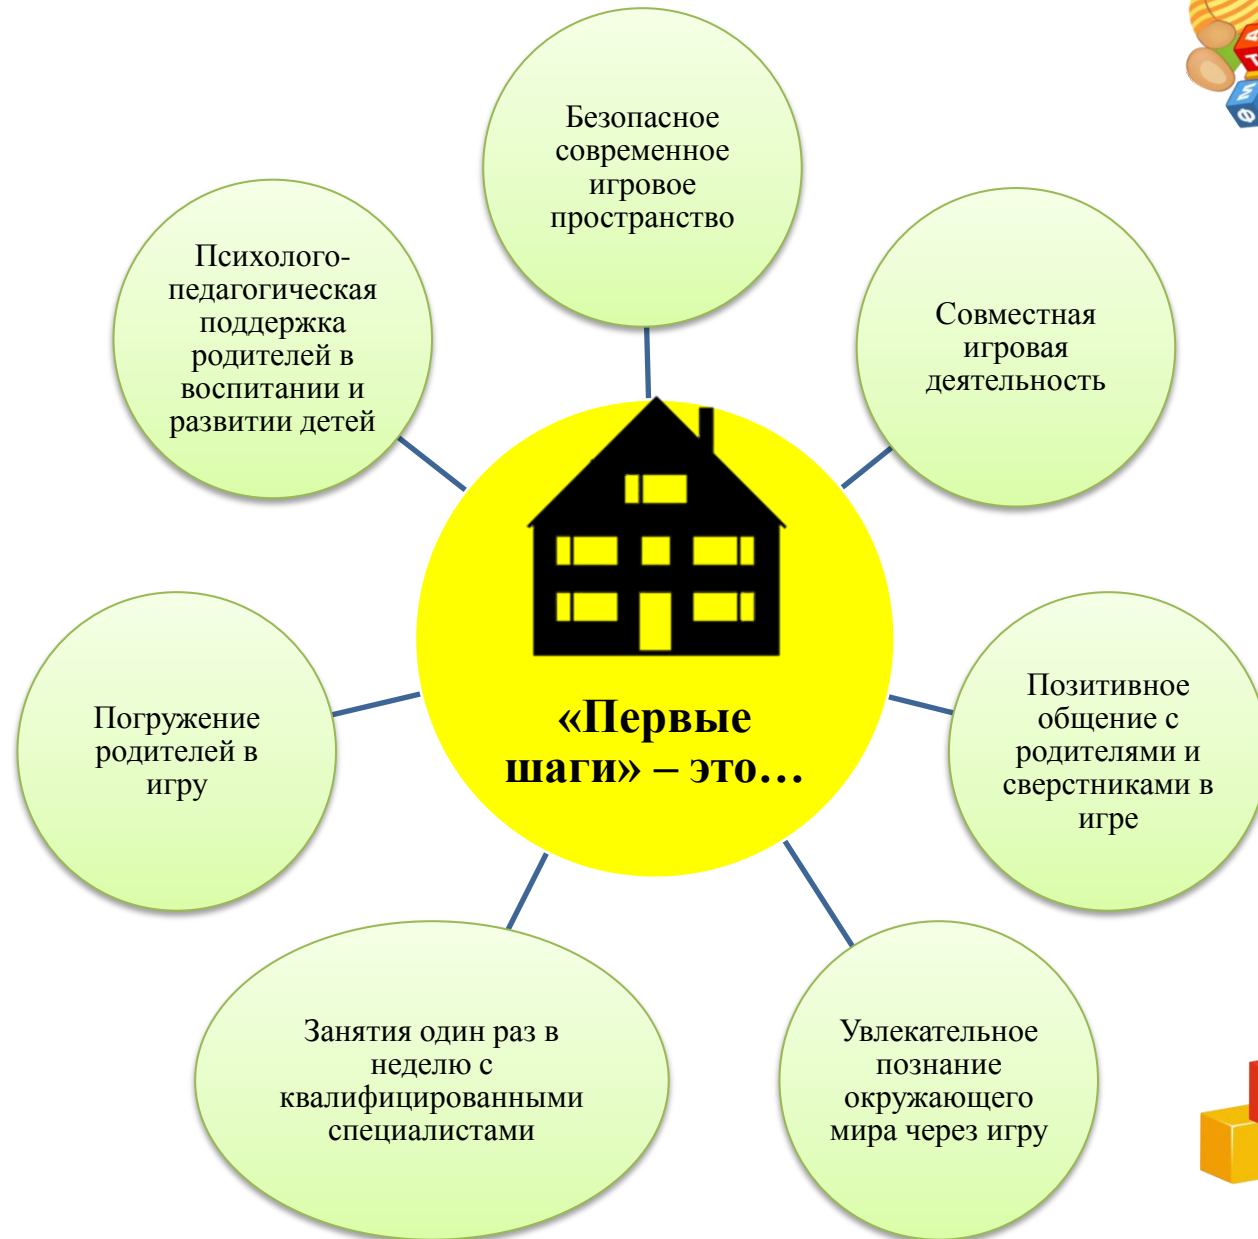 Безопасное
современное
игровое
пространство
Психолого-
педагогическая
поддержка
родителей в
воспитании и
развитии детей
Совместная
игровая
деятельность
«Первые
шаги» – это…
Погружение
родителей в
игру
Позитивное
общение с
родителями и
сверстниками в
игре
Занятия один раз в
неделю с
квалифицированными
специалистами
Увлекательное
познание
окружающего
мира через игру